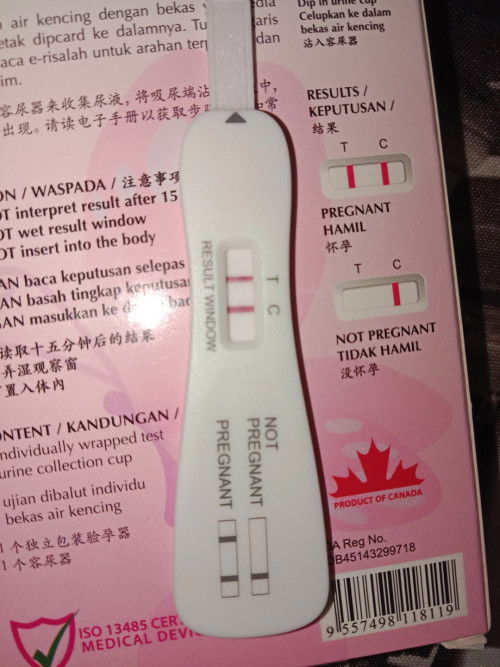 air kencing dengan bekas
etak dipcard ke dalamnya.
aca e-risalah untuk arahan
im.
容尿器来收集尿液，将吸尿端沾
出现。请读电子手册以获取步
Dip in urine cup
Celupkan ke dalam
bekas air kencing
沾入容尿器
RESULTS /
KEPUTUSAN /
结果
T C
PREGNANT
HAMIL
怀孕
T C
NOT PREGNANT
TIDAK HAMIL
没怀孕
ON / WASPADA / 注意事项
OT interpret result after 15
OT wet result window
OT insert into the body
AN baca keputusan selepas
AN basah tingkap keputusan
AN masukkan ke
读取十五分钟后的结果
弄湿观察窗
置入体内
ONTENT / KANDUNGAN /
individually wrapped test
urine collection cup
ujian dibalut individu
bekas air kencing
1 个独立包装验孕器
1 个容尿器
RESULT WINDOW
T C
NOT
PREGNANT
PREGNANT
PRODUCT OF CANADA
A Reg No.
DB45143299718
9 557498 118119
ISO 13485 CER
MEDICAL DEVIC